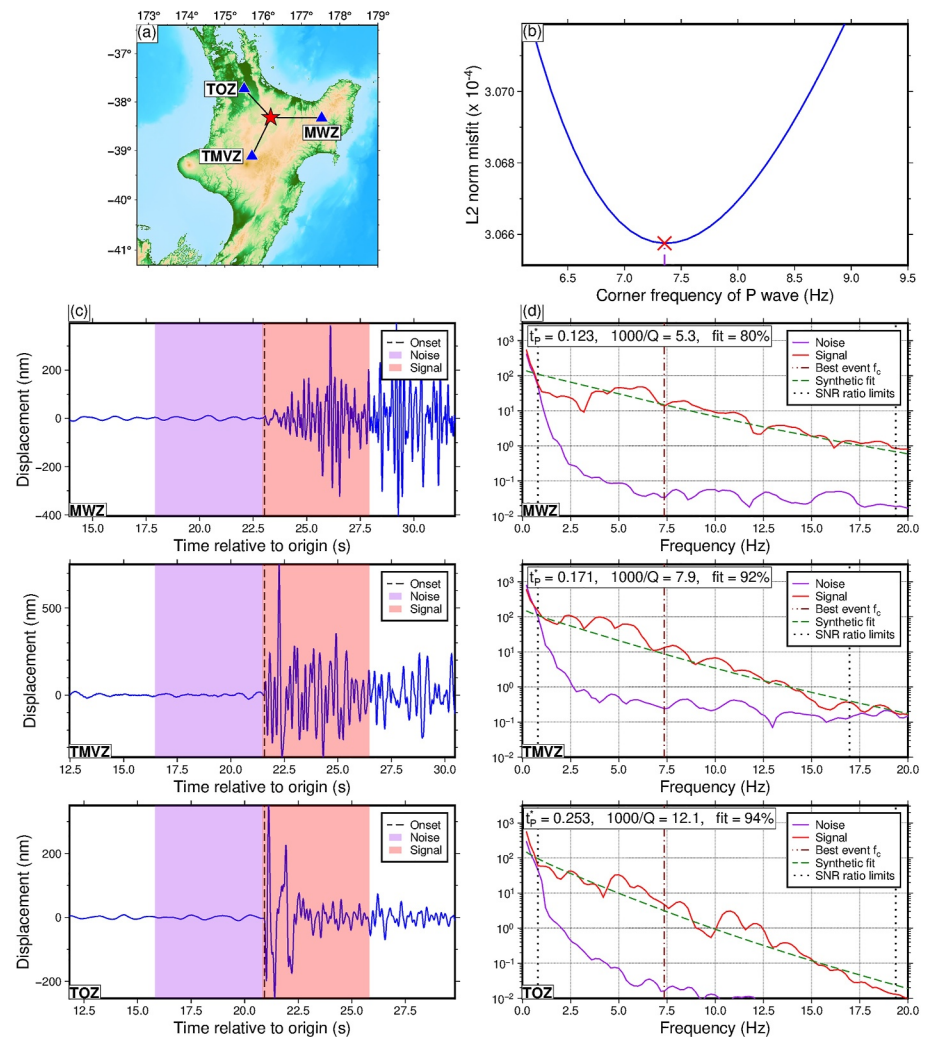 173° 174° 175° 176° 177° 178° 179°
(a)
-37°
-38°
-39°
-40°
-41°
TOZ
MWZ
TMVZ
(b)
L2 norm misfit (x 10⁻⁴)
3.070
3.068
3.066
6.5 7.0 7.5 8.0 8.5 9.0 9.5
Corner frequency of P wave (Hz)
(c)
Displacement (nm)
200
0
−200
−400
Onset
Noise
Signal
MWZ
15.0 17.5 20.0 22.5 25.0 27.5 30.0
Time relative to origin (s)
(d)
t*P = 0.123, 1000/Q = 5.3, fit = 80%
10³
10²
10¹
10⁰
10⁻¹
10⁻²
Noise
Signal
Best event fc
Synthetic fit
SNR ratio limits
MWZ
0.0 2.5 5.0 7.5 10.0 12.5 15.0 17.5 20.0
Frequency (Hz)
Displacement (nm)
500
0
Onset
Noise
Signal
TMVZ
12.5 15.0 17.5 20.0 22.5 25.0 27.5 30.0
Time relative to origin (s)
t*P = 0.171, 1000/Q = 7.9, fit = 92%
10³
10²
10¹
10⁰
10⁻¹
10⁻²
Noise
Signal
Best event fc
Synthetic fit
SNR ratio limits
TMVZ
0.0 2.5 5.0 7.5 10.0 12.5 15.0 17.5 20.0
Frequency (Hz)
Displacement (nm)
200
0
−200
Onset
Noise
Signal
TOZ
12.5 15.0 17.5 20.0 22.5 25.0 27.5
Time relative to origin (s)
t*P = 0.253, 1000/Q = 12.1, fit = 94%
10³
10²
10¹
10⁰
10⁻¹
10⁻²
Noise
Signal
Best event fc
Synthetic fit
SNR ratio limits
TOZ
0.0 2.5 5.0 7.5 10.0 12.5 15.0 17.5 20.0
Frequency (Hz)